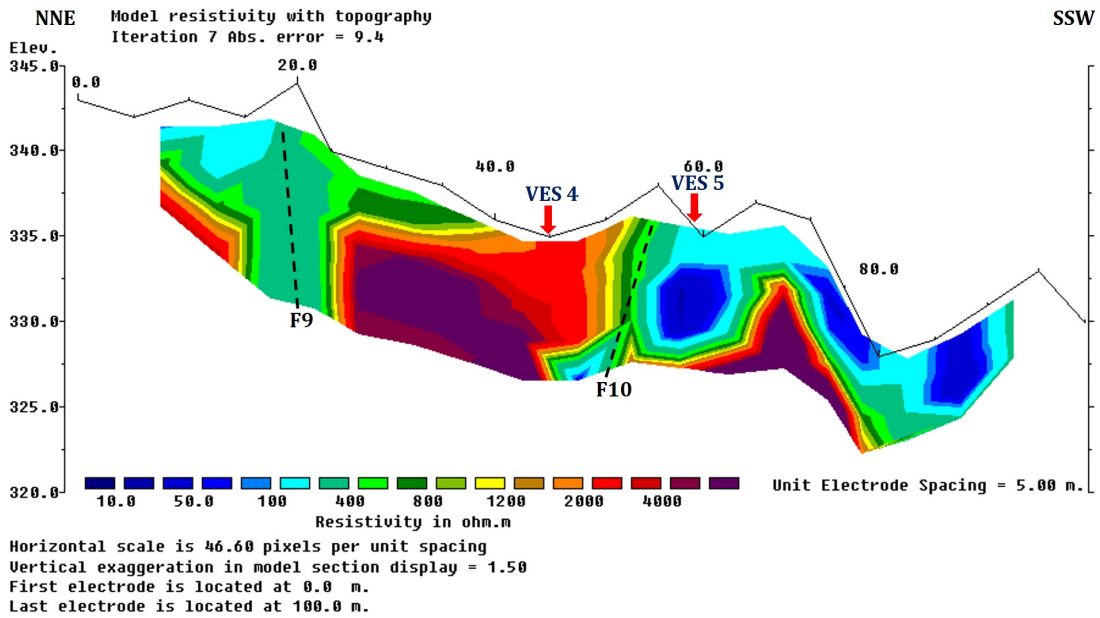 NNE Model resistivity with topography SSW
Iteration 7 Abs. error = 9.4
Elev.
345.0
0.0
20.0
340.0
40.0
60.0
VES 4
VES 5
335.0
80.0
330.0
F9
F10
325.0
320.0
10.0 50.0 100 400 800 1200 2000 4000
Resistivity in ohm.m
Unit Electrode Spacing = 5.00 m.
Horizontal scale is 46.60 pixels per unit spacing
Vertical exaggeration in model section display = 1.50
First electrode is located at 0.0 m.
Last electrode is located at 100.0 m.